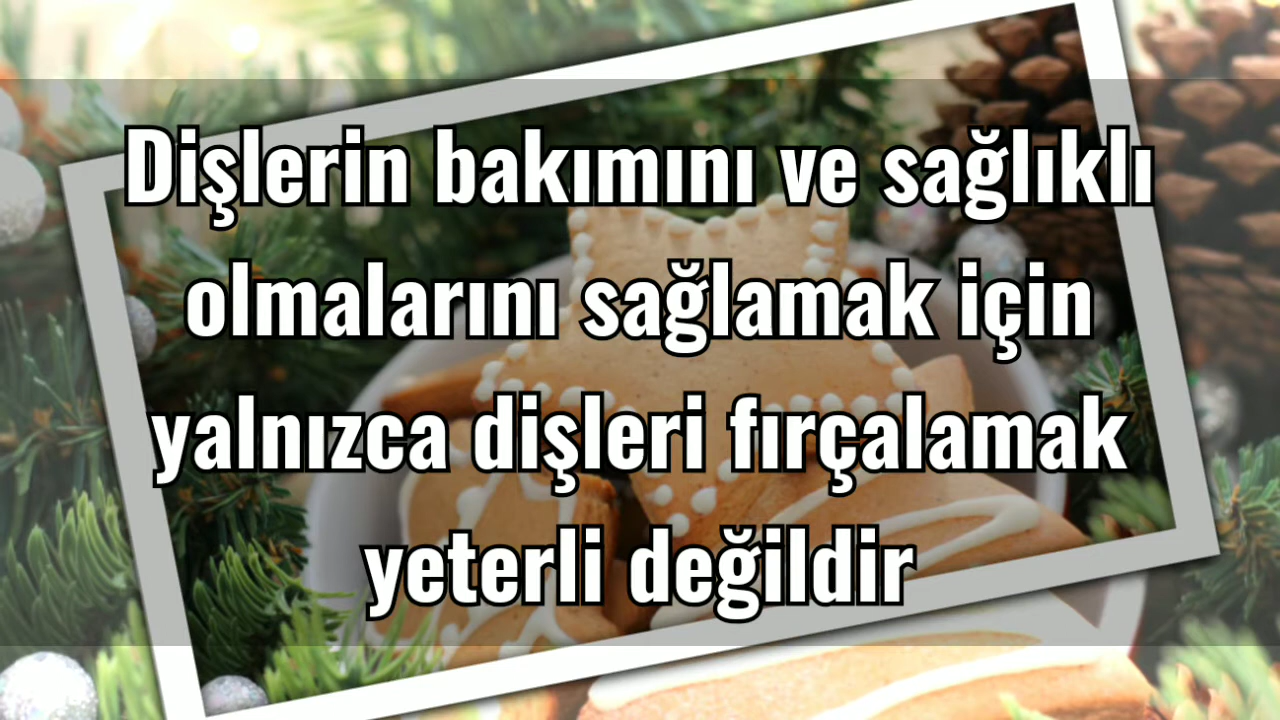 Dişlerin bakımını ve sağlıklı
olmalarını sağlamak için
yalnızca dişleri fırçalamak
yeterli değildir